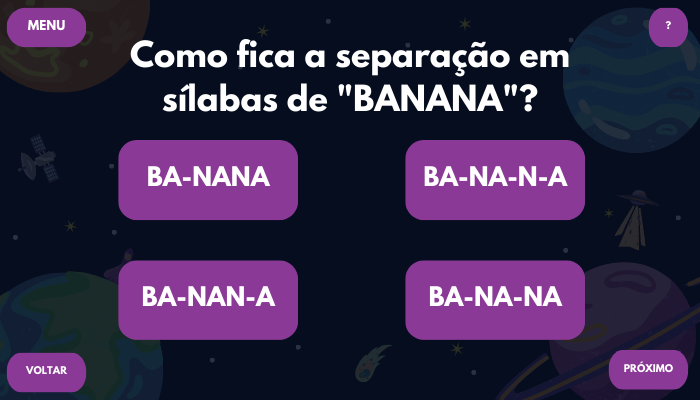 MENU
?
Como fica a separação em
sílabas de "BANANA"?
BA-NANA
BA-NA-N-A
BA-NAN-A
BA-NA-NA
VOLTAR
PRÓXIMO